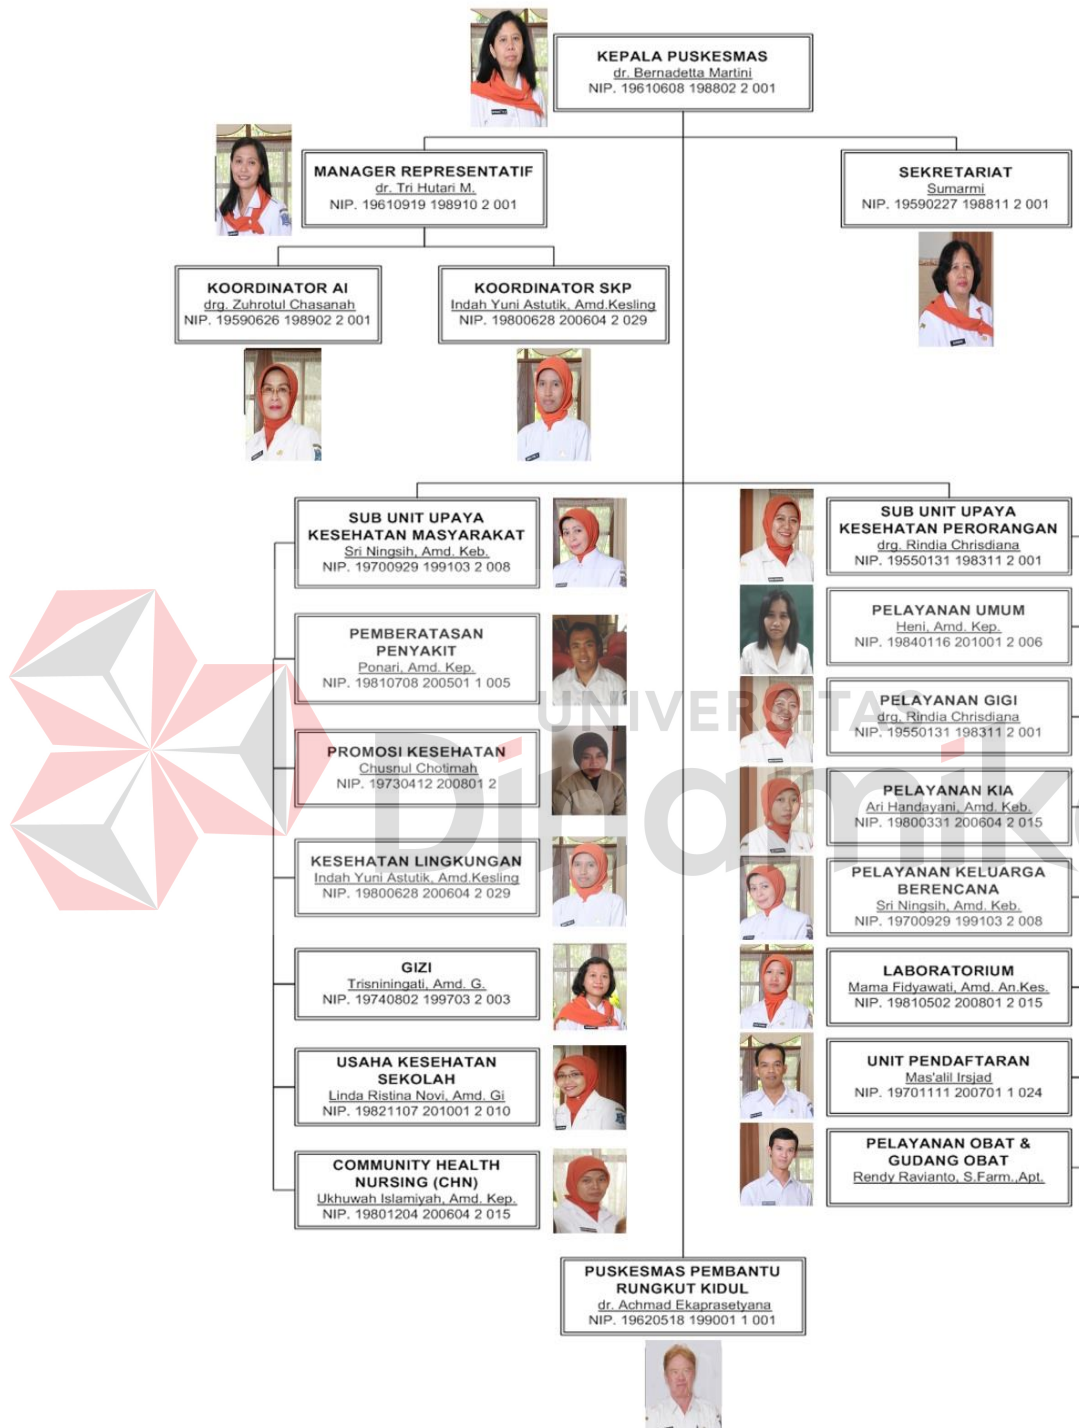 KEPALA PUSKESMAS
dr. Bernadetta Martini
NIP. 19610608 198802 2 001
MANAGER REPRESENTATIF
dr. Tri Hutari M.
NIP. 19610919 198910 2 001
SEKRETARIAT
Sumarmi
NIP. 19590227 198811 2 001
KOORDINATOR AI
drg. Zuhrotul Chasanah
NIP. 19590626 198902 2 001
KOORDINATOR SKP
Indah Yuni Astutik, Amd.Kesling
NIP. 19800628 200604 2 029
SUB UNIT UPAYA
KESEHATAN MASYARAKAT
Sri Ningsih, Amd. Keb.
NIP. 19700929 199103 2 008
PEMBERATASAN
PENYAKIT
Ponari, Amd. Kep.
NIP. 19810708 200501 1 005
PROMOSI KESEHATAN
Chusnul Chotimah
NIP. 19730412 200801 2
KESEHATAN LINGKUNGAN
Indah Yuni Astutik, Amd.Kesling
NIP. 19800628 200604 2 029
GIZI
Trisniningati, Amd. G.
NIP. 19740802 199703 2 003
USAHA KESEHATAN
SEKOLAH
Linda Ristina Novi, Amd. Gi
NIP. 19821107 201001 2 010
COMMUNITY HEALTH
NURSING (CHN)
Ukhuwah Islamiyah, Amd. Kep.
NIP. 19801204 200604 2 015
SUB UNIT UPAYA
KESEHATAN PERORANGAN
drg. Rindia Chrisdiana
NIP. 19550131 198311 2 001
PELAYANAN UMUM
Heni, Amd. Kep.
NIP. 19840116 201001 2 006
PELAYANAN GIGI
drg. Rindia Chrisdiana
NIP. 19550131 198311 2 001
PELAYANAN KIA
Ari Handayani, Amd. Keb.
NIP. 19800331 200604 2 015
PELAYANAN KELUARGA
BERENCANA
Sri Ningsih, Amd. Keb.
NIP. 19700929 199103 2 008
LABORATORIUM
Mama Fidyawati, Amd. An.Kes.
NIP. 19810502 200801 2 015
UNIT PENDAFTARAN
Mas'alil Irsjad
NIP. 19701111 200701 1 024
PELAYANAN OBAT &
GUDANG OBAT
Rendy Ravianto, S.Farm.,Apt.
PUSKESMAS PEMBANTU
RUNGKUT KIDUL
dr. Achmad Ekaprasetyana
NIP. 19620518 199001 1 001
UNIVERSITAS
Dinamik